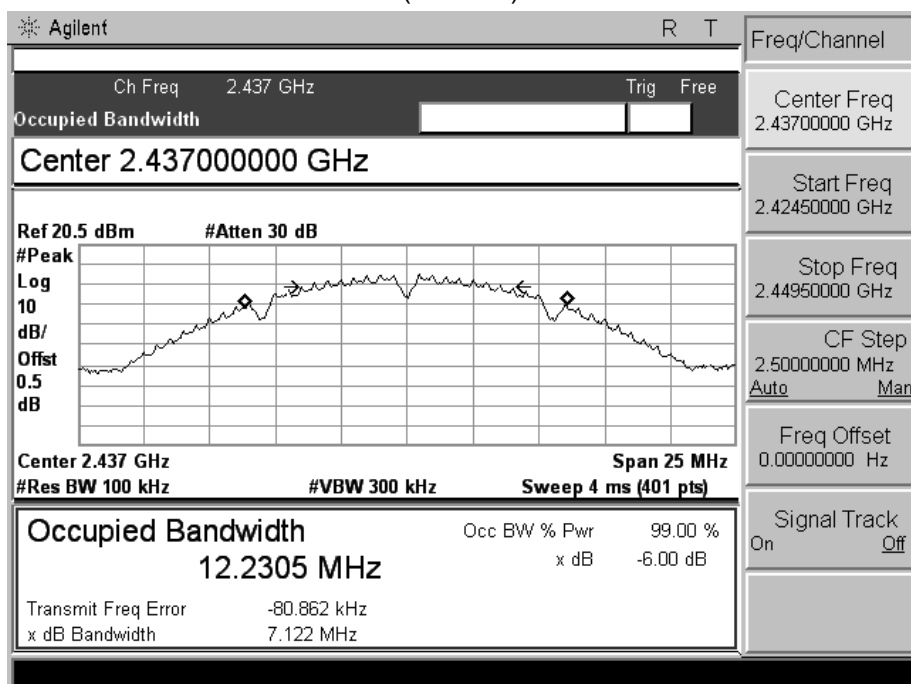 Agilent R T
Freq/Channel
Ch Freq 2.437 GHz Trig Free
Occupied Bandwidth
Center 2.437000000 GHz
Ref 20.5 dBm #Atten 30 dB
#Peak
Log
10
dB/
Offst
0.5
dB
Center 2.437 GHz Span 25 MHz
#Res BW 100 kHz #VBW 300 kHz Sweep 4 ms (401 pts)
Occupied Bandwidth
12.2305 MHz
Occ BW % Pwr 99.00 %
x dB -6.00 dB
Transmit Freq Error -80.862 kHz
x dB Bandwidth 7.122 MHz
Center Freq
2.43700000 GHz
Start Freq
2.42450000 GHz
Stop Freq
2.44950000 GHz
CF Step
2.50000000 MHz
Auto Man
Freq Offset
0.00000000 Hz
Signal Track
On Off